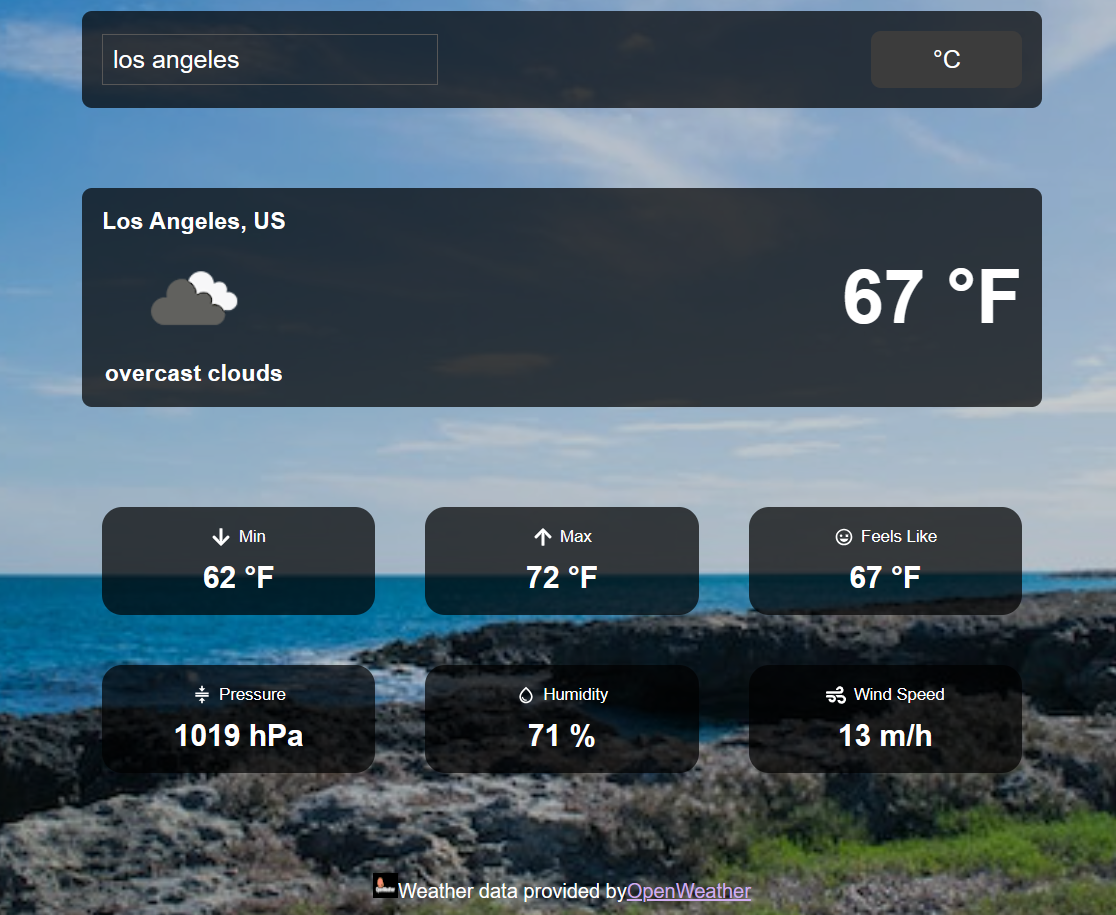 los angeles
°C
Los Angeles, US
67 °F
overcast clouds
Min
62 °F
Max
72 °F
Feels Like
67 °F
Pressure
1019 hPa
Humidity
71 %
Wind Speed
13 m/h
Weather data provided byOpenWeather